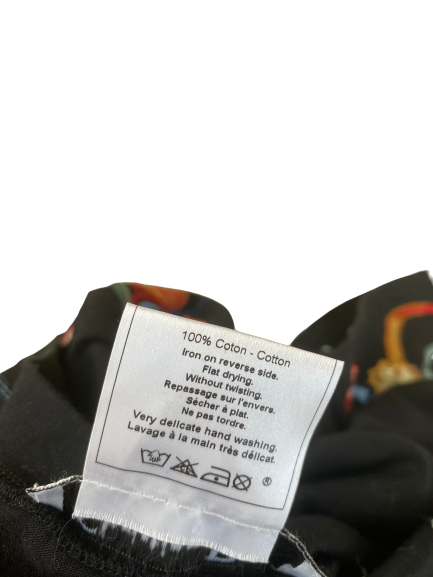 100% Coton - Cotton
Iron on reverse side.
Flat drying.
Without twisting.
Repassage sur l'envers.
Sécher à plat.
Ne pas tordre.
Very delicate hand washing.
Lavage à la main très délicat.
®